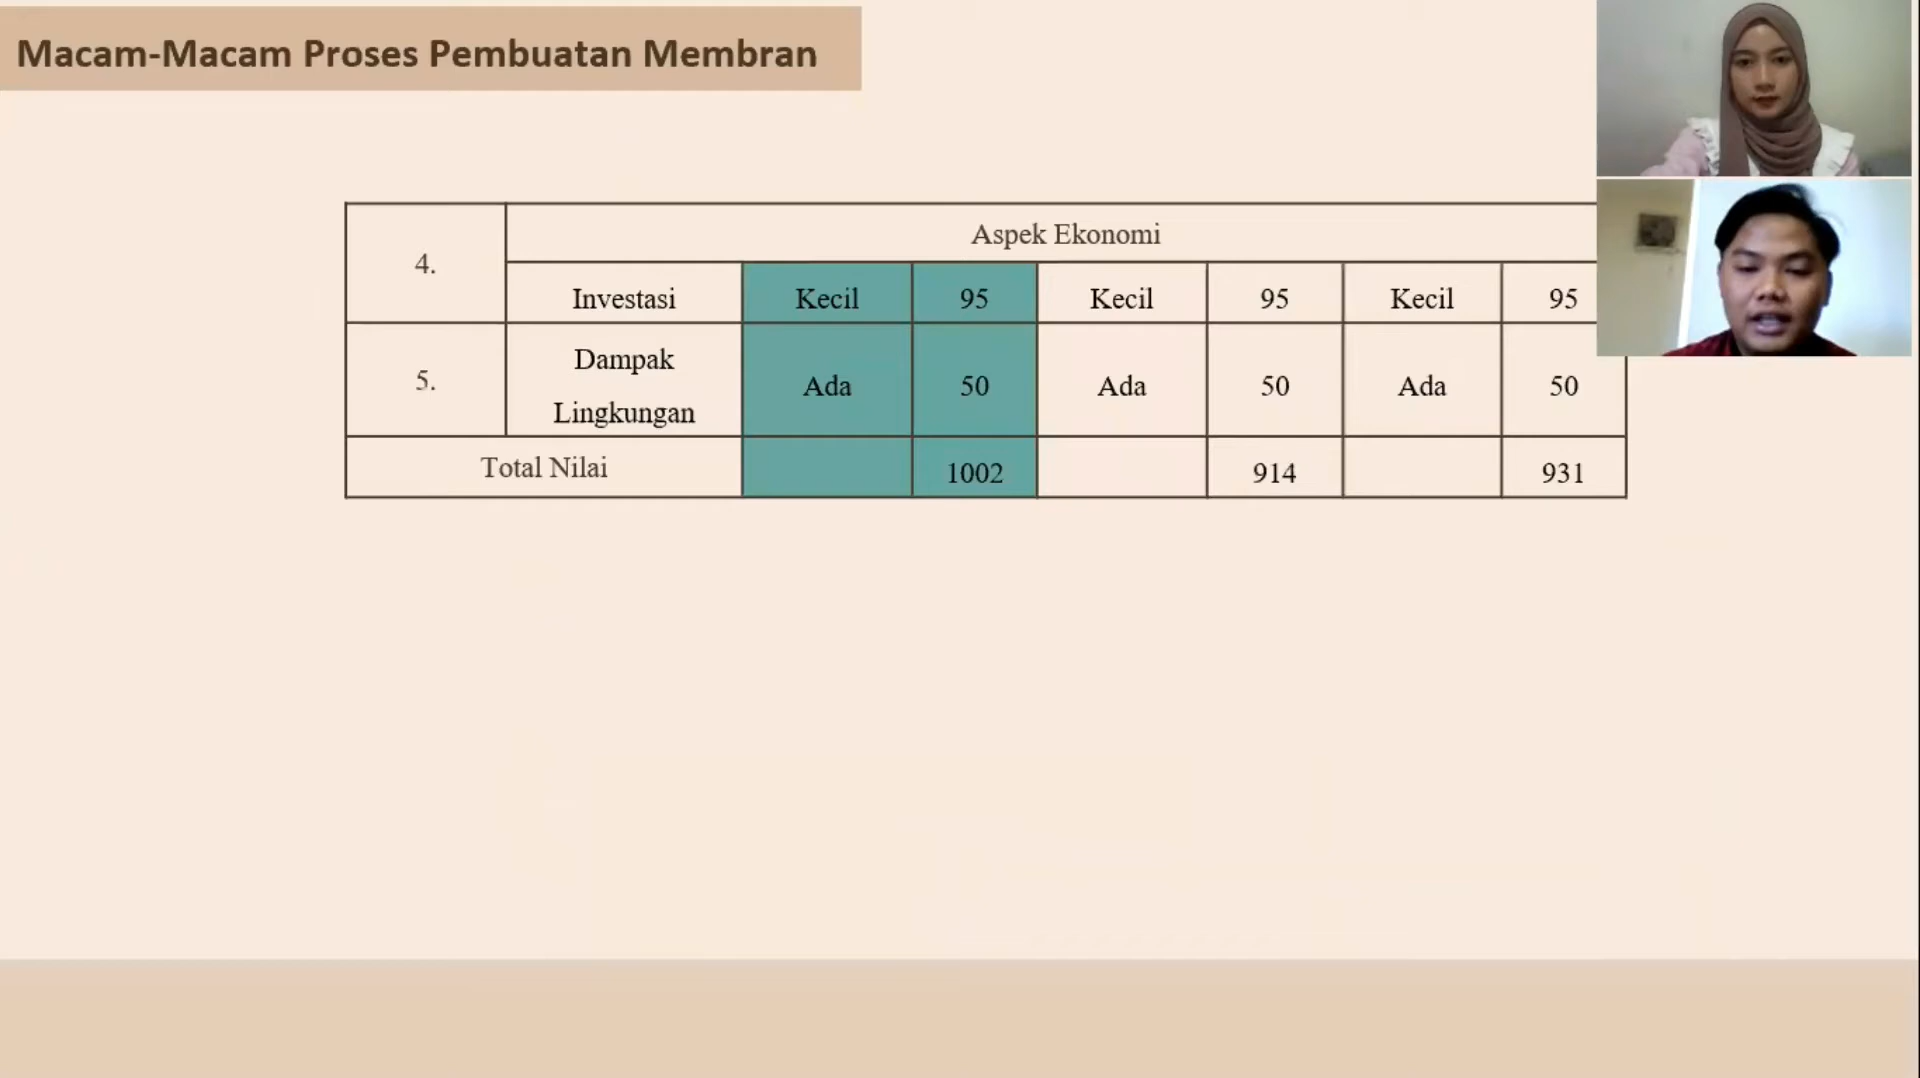 Macam-Macam Proses Pembuatan Membran
4.
Aspek Ekonomi
Investasi
Kecil
95
Kecil
95
Kecil
95
5.
Dampak
Lingkungan
Ada
50
Ada
50
Ada
50
Total Nilai
1002
914
931